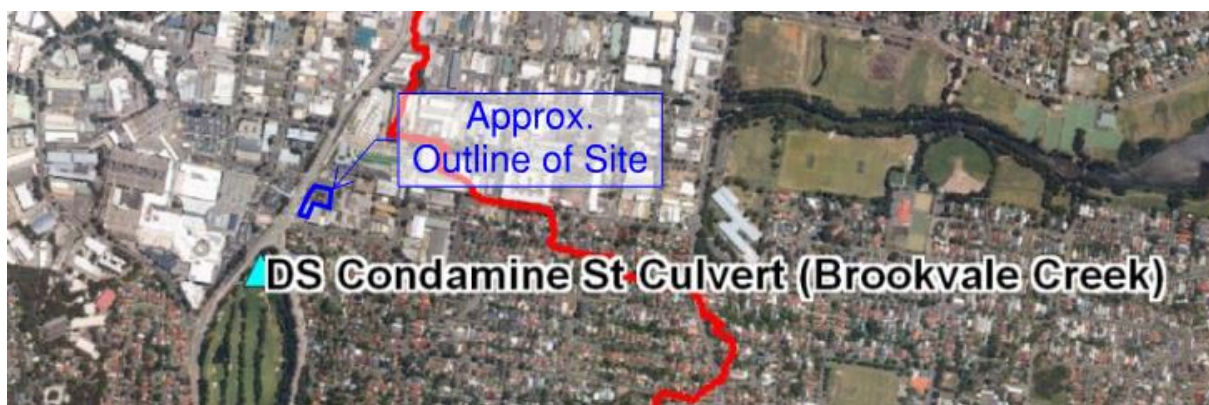 Approx.
Outline of Site
DS Condamine St Culvert (Brookvale Creek)